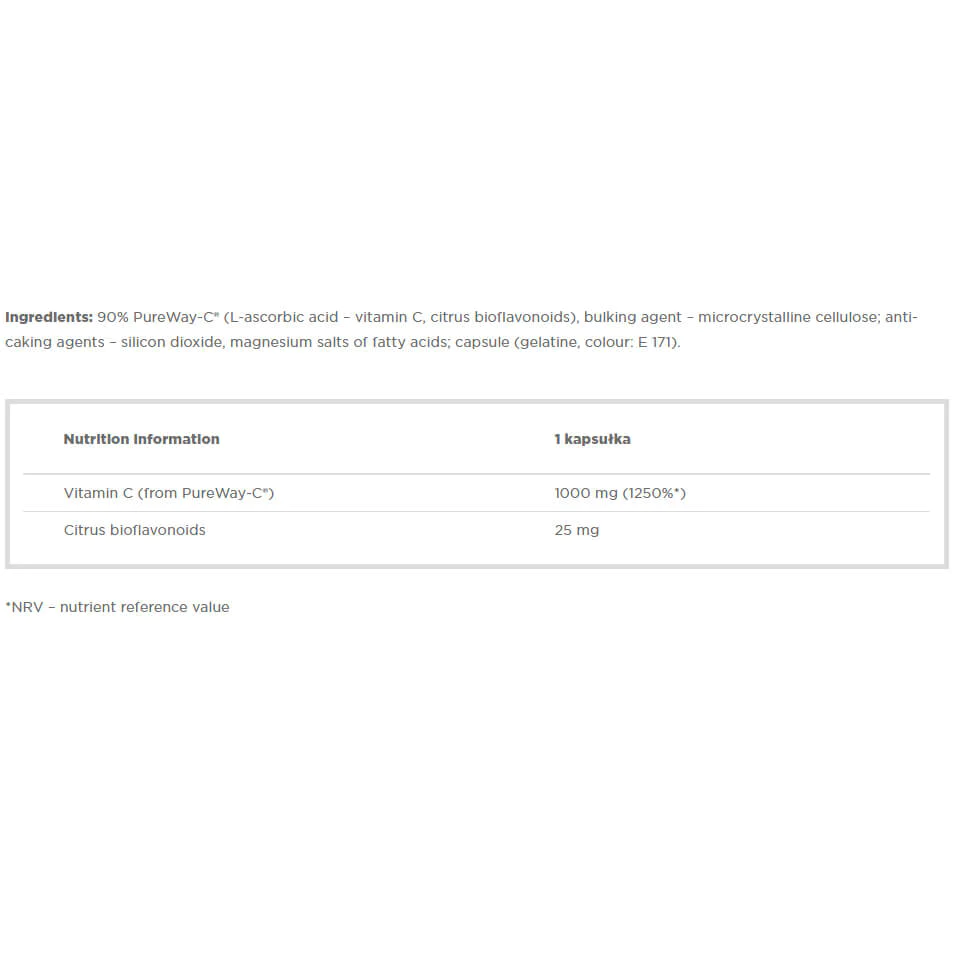 Ingredients: 90% PureWay-C® (L-ascorbic acid – vitamin C, citrus bioflavonoids), bulking agent – microcrystalline cellulose; anti-
caking agents – silicon dioxide, magnesium salts of fatty acids; capsule (gelatine, colour: E 171).
Nutrition Information 1 kapsułka
Vitamin C (from PureWay-C®) 1000 mg (1250%*)
Citrus bioflavonoids 25 mg
*NRV – nutrient reference value